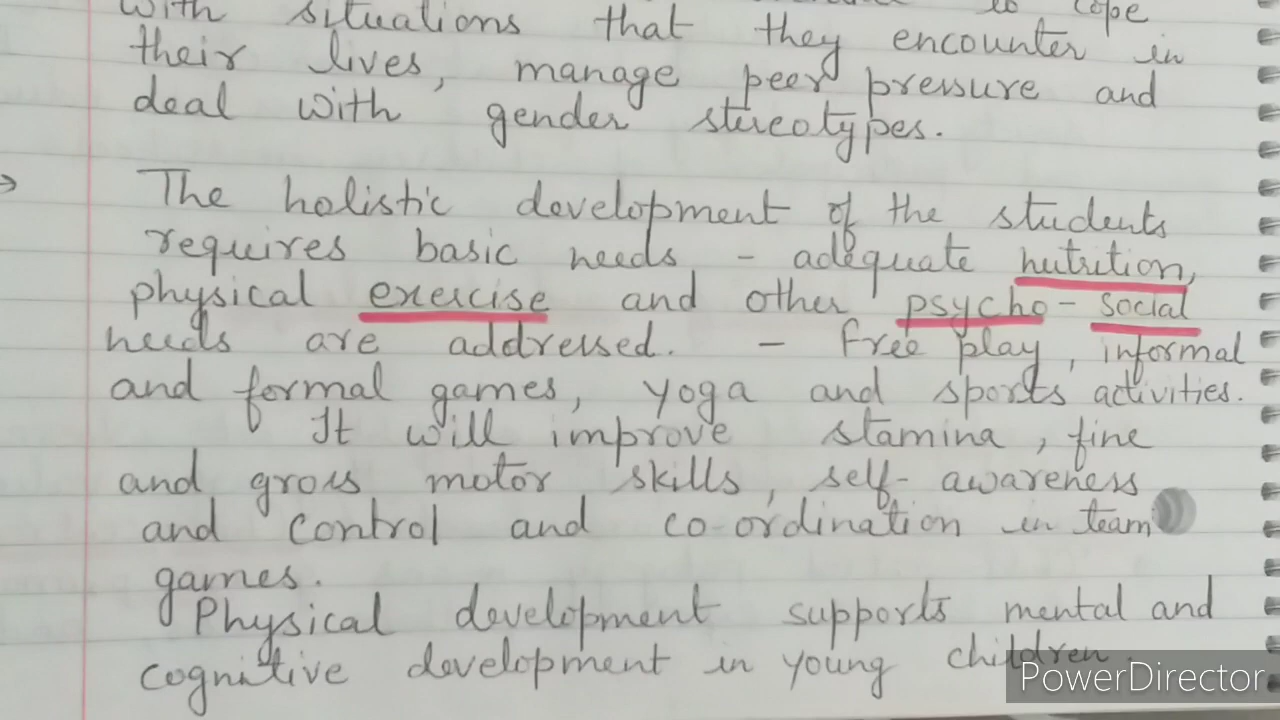 with situations that they encounter in
their lives, manage peer pressure and
deal with gender stereotypes.
→ The holistic development of the students
requires basic needs - adequate nutrition,
physical exercise and other psycho-social
needs are addressed. - free play, informal
and formal games, yoga and sports activities.
It will improve stamina, fine
and gross motor skills, self-awareness
and control and co-ordination in team
games.
Physical development supports mental and
cognitive development in young children.
PowerDirector